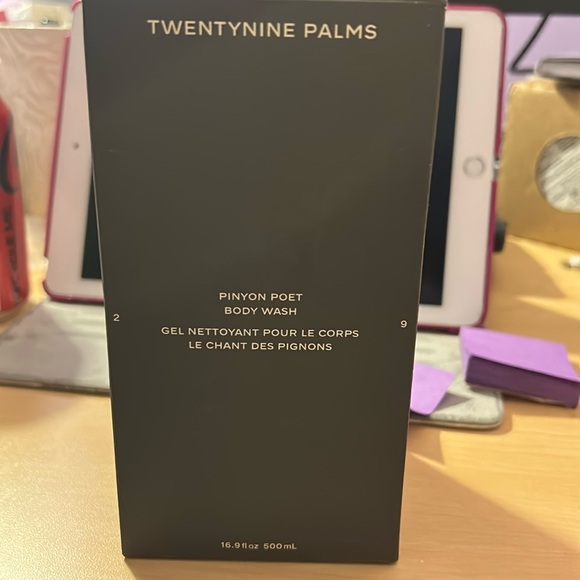 TWENTYNINE PALMS
PINYON POET
BODY WASH
2
9
GEL NETTOYANT POUR LE CORPS
LE CHANT DES PIGNONS
16.9 fl oz 500 mL